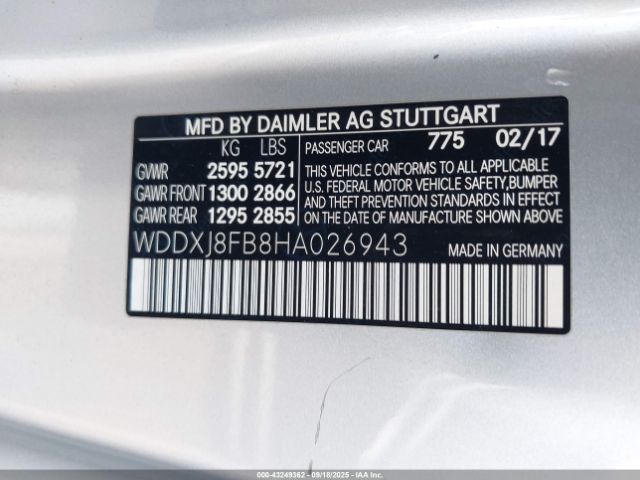 MFD BY DAIMLER AG STUTTGART
KG LBS
GVWR 2595 5721
GAWR FRONT 1300 2866
GAWR REAR 1295 2855
PASSENGER CAR 775 02/17
THIS VEHICLE CONFORMS TO ALL APPLICABLE
U.S. FEDERAL MOTOR VEHICLE SAFETY,BUMPER
AND THEFT PREVENTION STANDARDS IN EFFECT
ON THE DATE OF MANUFACTURE SHOWN ABOVE.
WDDXJ8FB8HA026943
MADE IN GERMANY
000-43249362 - 09/18/2025 - IAA Inc.